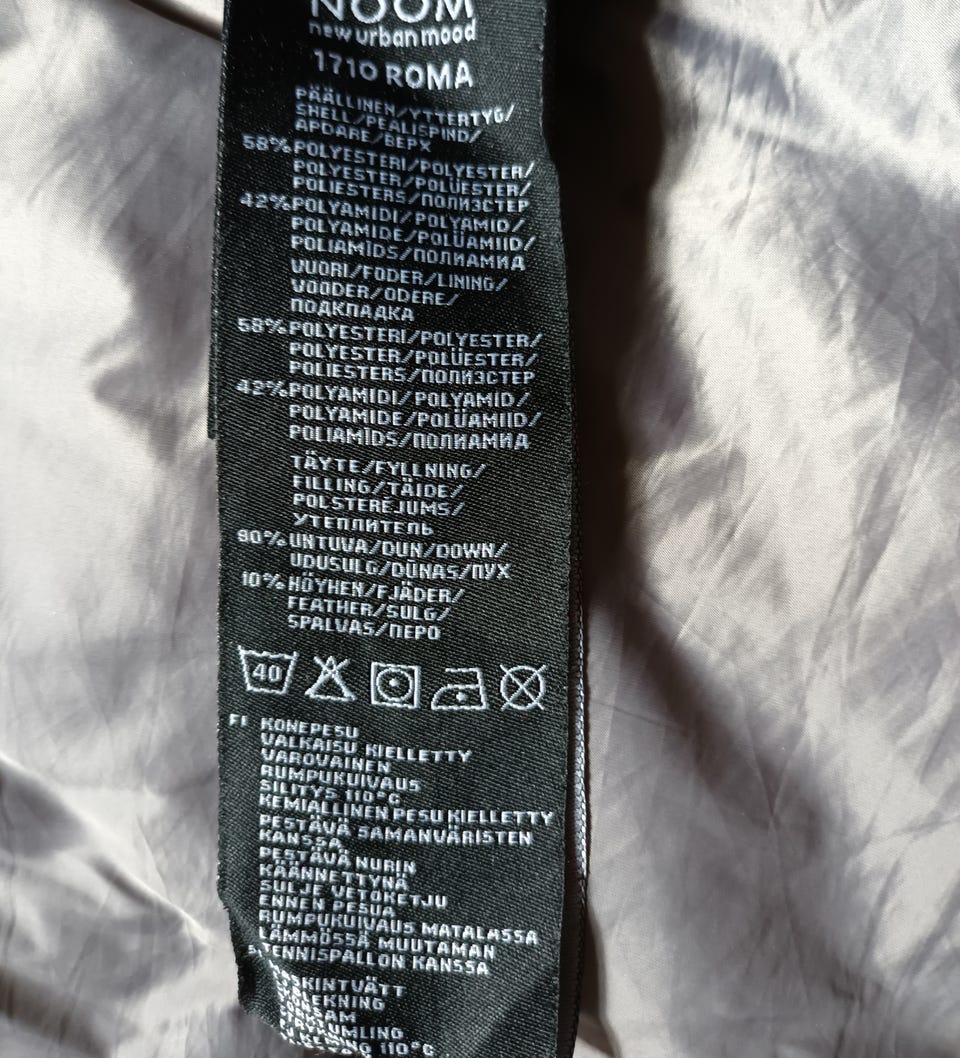 NOOM
new urban mood
1710 ROMA
PÄÄLLINEN/YTTERTYG/
SHELL/PEALISPIND/
APDARE/ВЕРХ
58% POLYESTERI/POLYESTER/
POLYESTER/POLÜESTER/
POLIESTERS/ПОЛИЭСТЕР
42% POLYAMIDI/POLYAMID/
POLYAMIDE/POLÜAMIID/
POLIAMĪDS/ПОЛИАМИД
VUORI/FODER/LINING/
VOODER/ODERE/
ПОДКПАДКА
58% POLYESTERI/POLYESTER/
POLYESTER/POLÜESTER/
POLIESTERS/ПОЛИЭСТЕР
42% POLYAMIDI/POLYAMID/
POLYAMIDE/POLÜAMIID/
POLIAMĪDS/ПОЛИАМИД
TÄYTE/FYLLNING/
FILLING/TÄIDE/
POLSTERĒJUMS/
УТЕПЛИТЕЛЬ
90% UNTUVA/DUN/DOWN/
UDUSULG/DŪNAS/ПУХ
10% HÖYHEN/FJÄDER/
FEATHER/SULG/
SPALVAS/ПЕРО
40
FI KONEPESU
VALKAISU KIELLETTY
VAROVAINEN
RUMPUKUIVAUS
SILITYS 110°C
KEMIALLINEN PESU KIELLETTY
PESTÄVÄ SAMANVÄRISTEN
KANSSA
PESTÄVÄ NURIN
KÄÄNNETTYNÄ
SULJE VETOKETJU
ENNEN PESUA
RUMPUKUIVAUS MATALASSA
LÄMMÖSSÄ MUUTAMAN
TENNISPALLON KANSSA
110°C